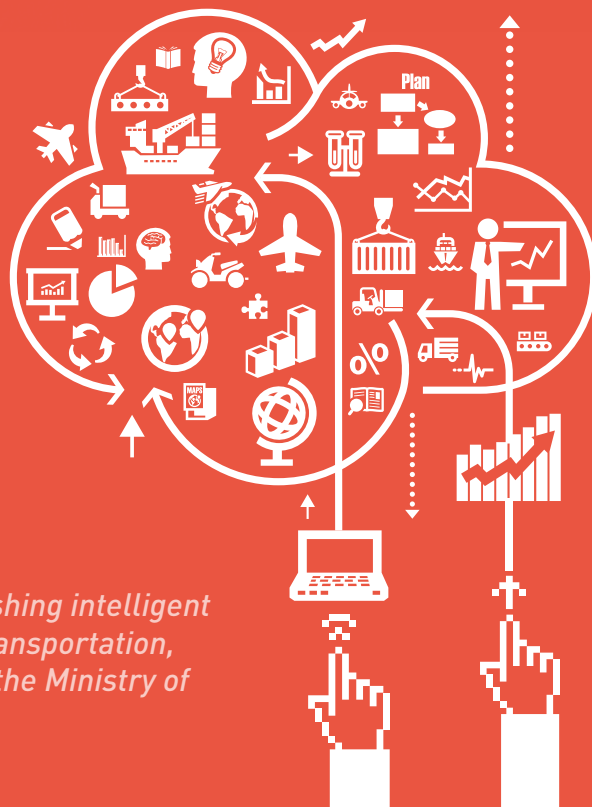 Plan
MAPS
%
shing intelligent
ansportation,
the Ministry of